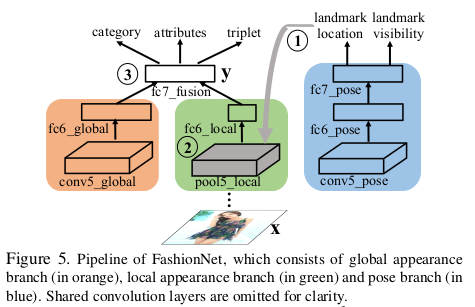 landmark landmark
location visibility
category attributes triplet
1
3
y
fc7_fusion
fc7_pose
fc6_global
fc6_local
fc6_pose
2
conv5_global
pool5_local
conv5_pose
x
Figure 5. Pipeline of FashionNet, which consists of global appearance
branch (in orange), local appearance branch (in green) and pose branch (in
blue). Shared convolution layers are omitted for clarity.